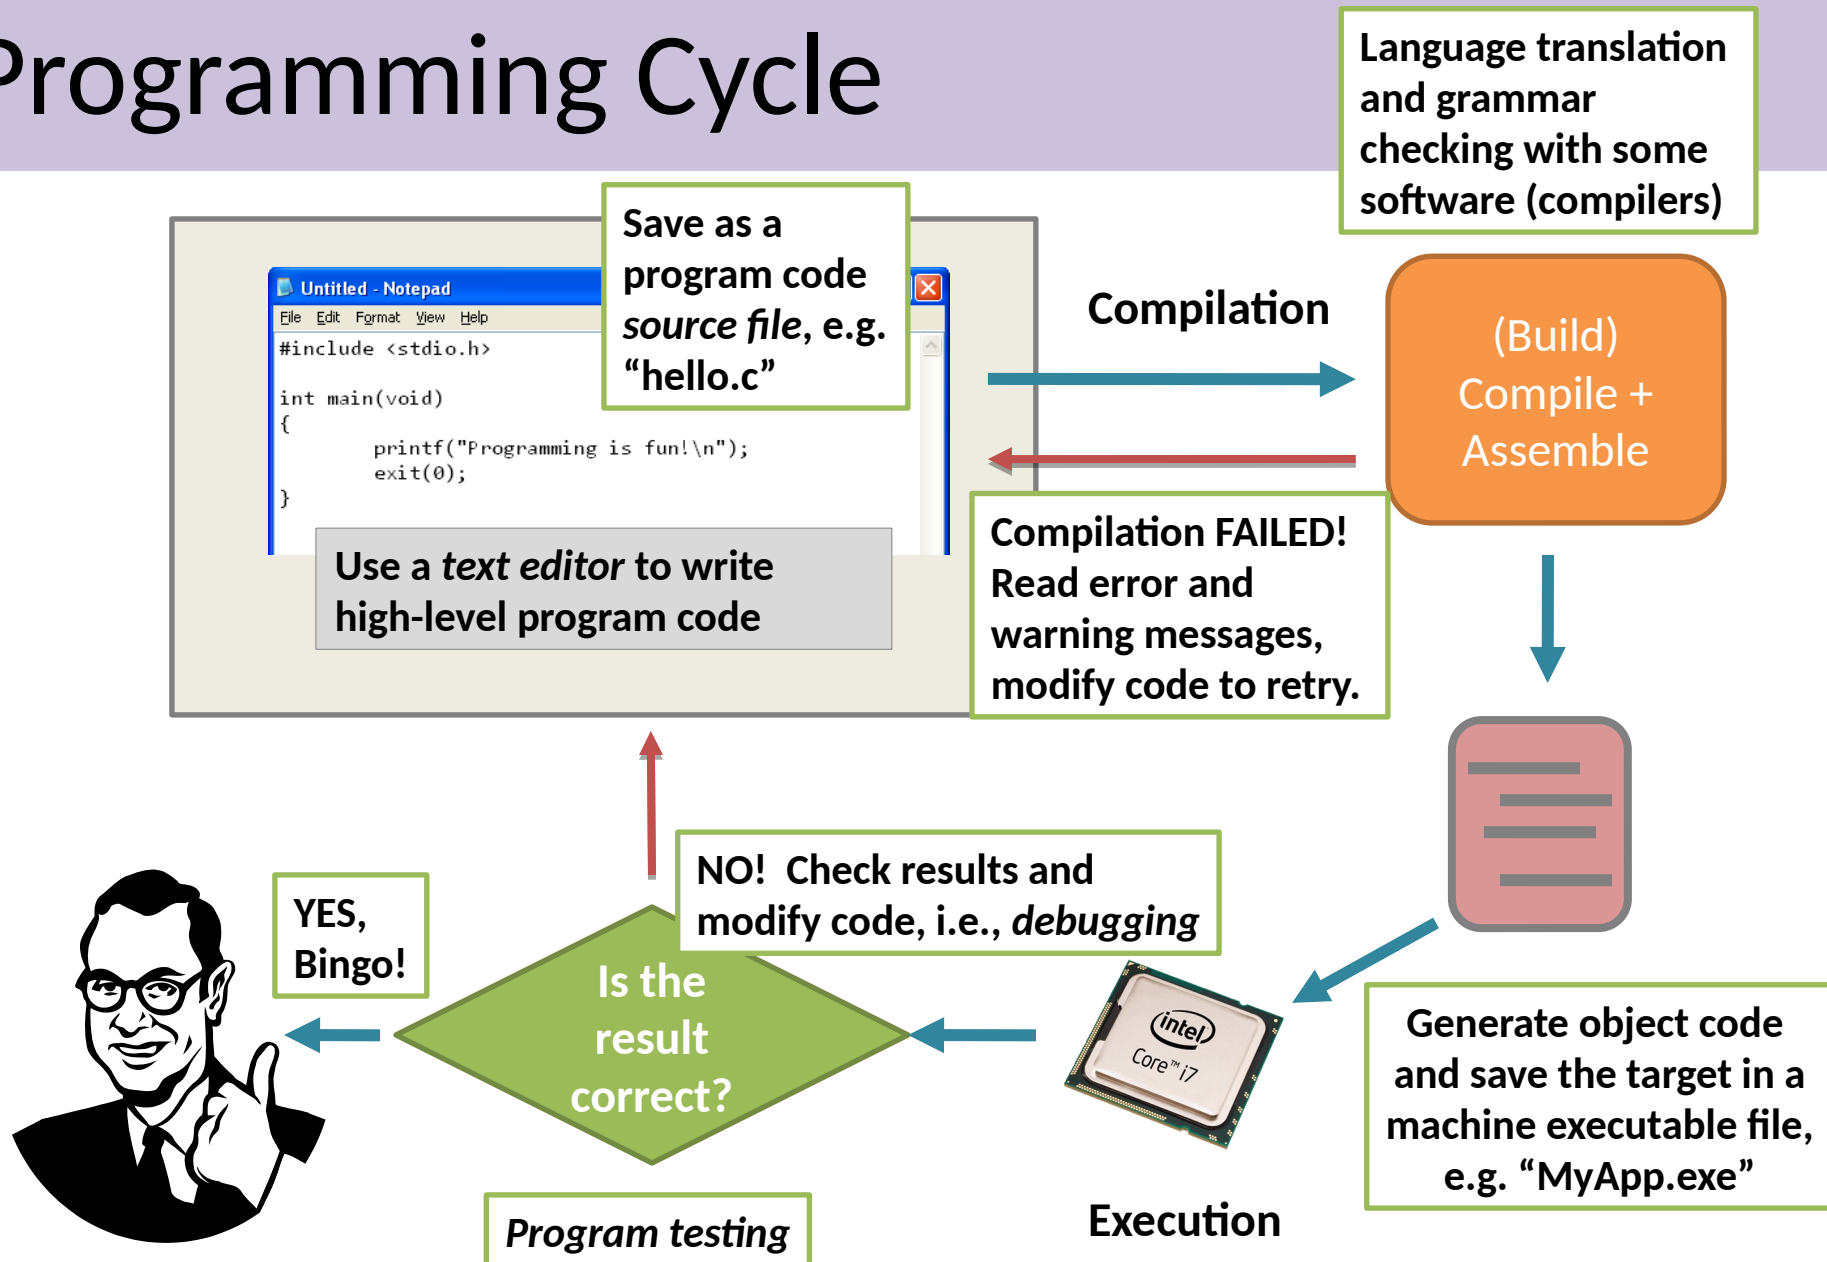 Programming Cycle
Language translation
and grammar
checking with some
software (compilers)
Save as a
program code
source file, e.g.
“hello.c”
Untitled - Notepad
File Edit Format View Help
#include <stdio.h>
int main(void)
{
printf("Programming is fun!\n");
exit(0);
}
Use a text editor to write
high-level program code
Compilation
(Build)
Compile +
Assemble
Compilation FAILED!
Read error and
warning messages,
modify code to retry.
NO!  Check results and
modify code, i.e., debugging
YES,
Bingo!
Is the
result
correct?
intel
Core™ i7
Generate object code
and save the target in a
machine executable file,
e.g. “MyApp.exe”
Execution
Program testing